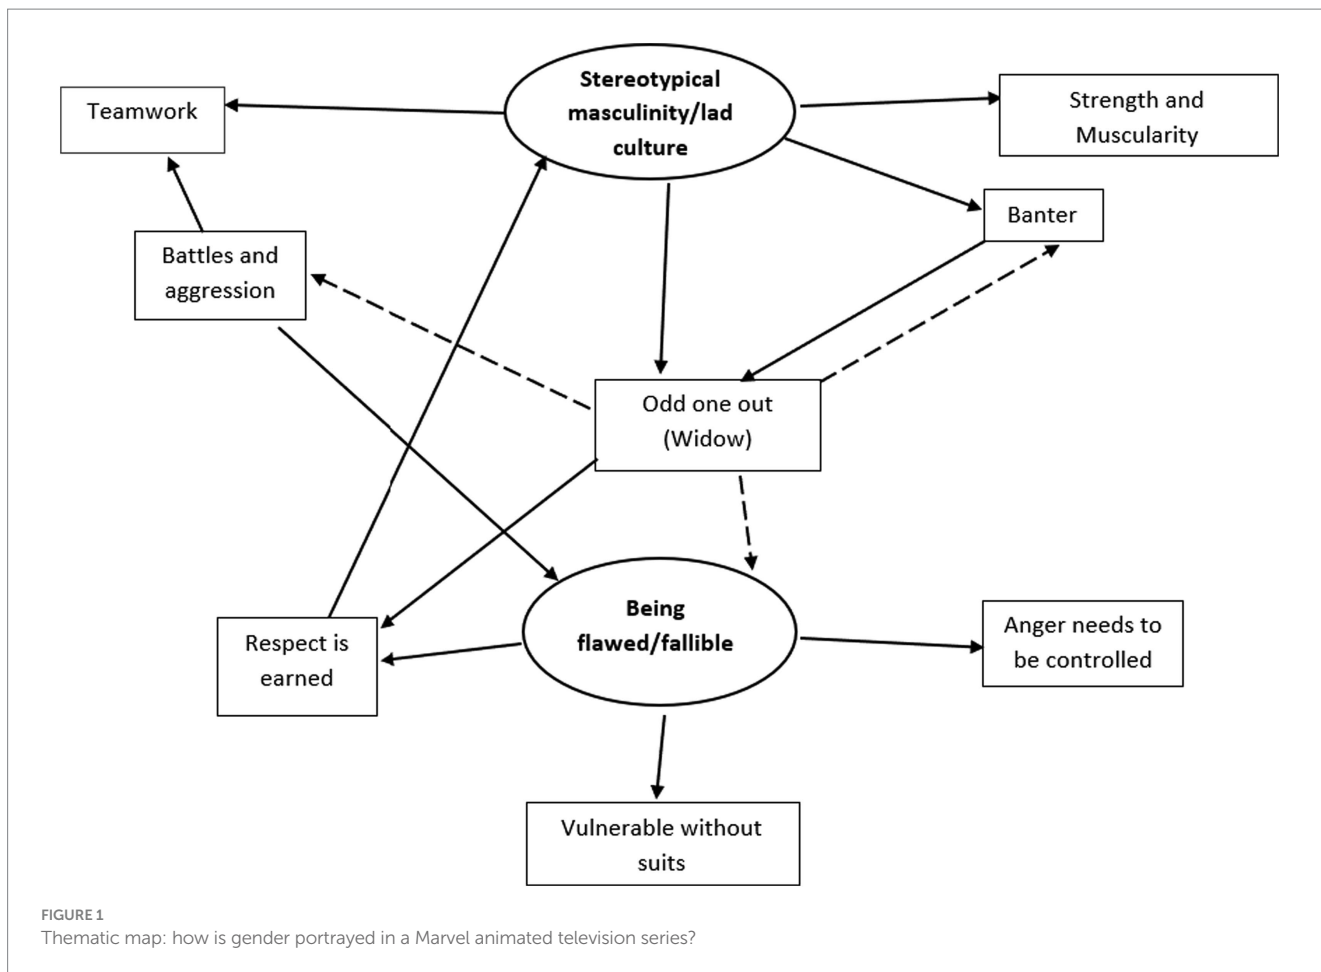 Stereotypical
masculinity/lad
culture
Teamwork
Strength and
Muscularity
Banter
Battles and
aggression
Odd one out
(Widow)
Being
flawed/fallible
Respect is
earned
Anger needs to
be controlled
Vulnerable without
suits
FIGURE 1
Thematic map: how is gender portrayed in a Marvel animated television series?